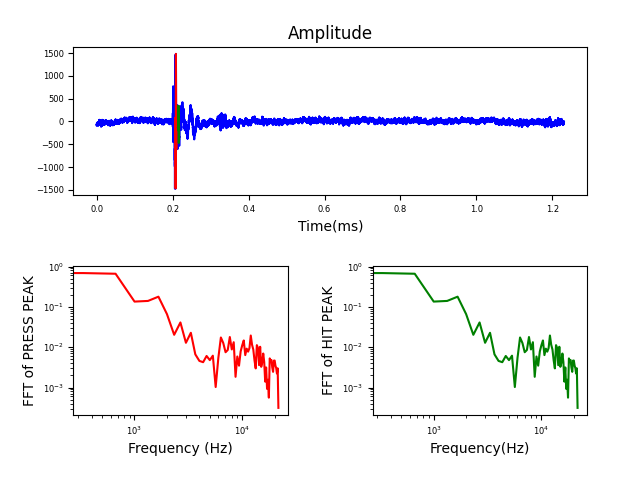 Amplitude
1500
1000
500
0
−500
−1000
−1500
0.0 0.2 0.4 0.6 0.8 1.0 1.2
Time(ms)
FFT of PRESS PEAK
10⁰
10⁻¹
10⁻²
10⁻³
10³ 10⁴
Frequency (Hz)
FFT of HIT PEAK
10⁰
10⁻¹
10⁻²
10⁻³
10³ 10⁴
Frequency(Hz)